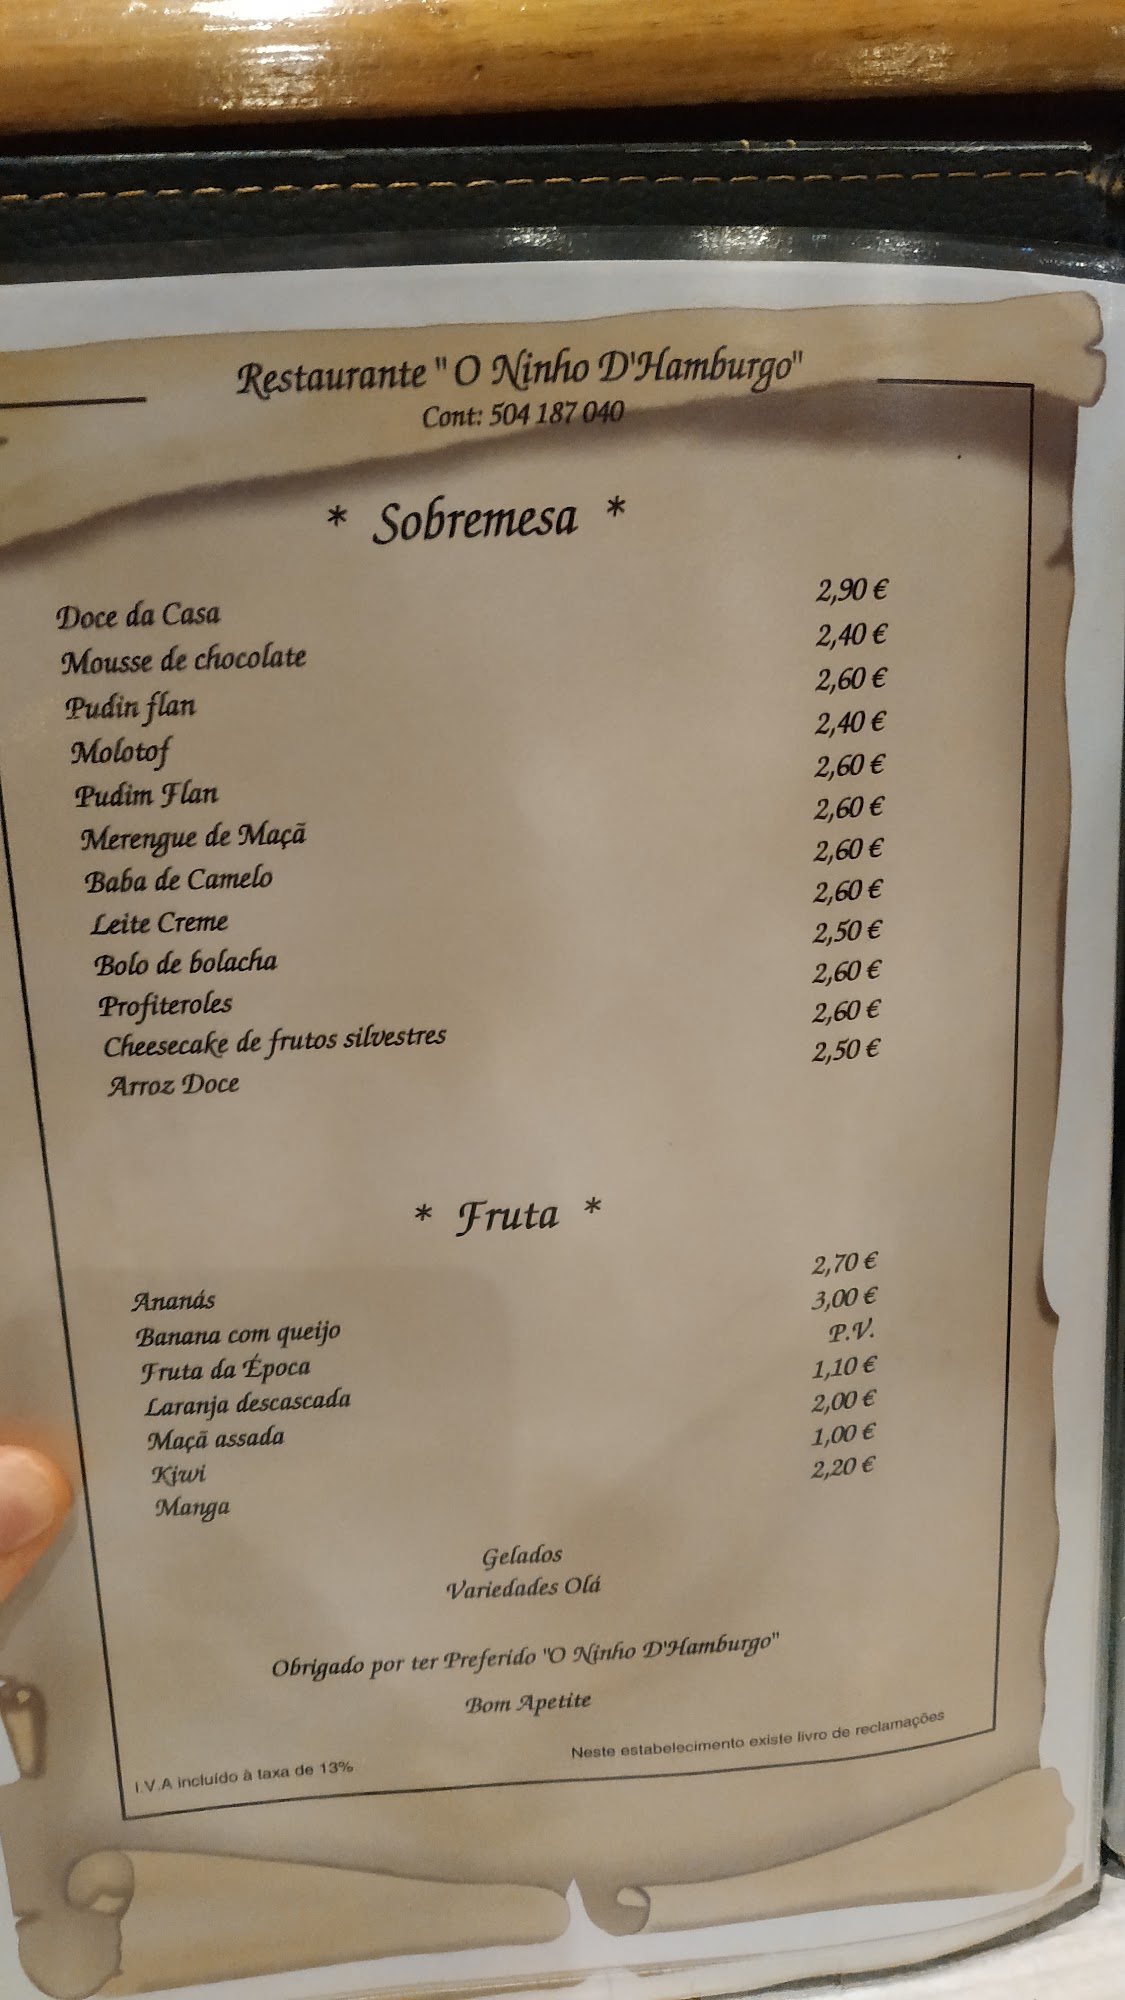 Restaurante " O Ninho D'Hamburgo"
Cont: 504 187 040
* Sobremesa *
Doce da Casa 2,90 €
Mousse de chocolate 2,40 €
Pudin flan 2,60 €
Molotof 2,40 €
Pudim Flan 2,60 €
Merengue de Maçã 2,60 €
Baba de Camelo 2,60 €
Leite Creme 2,60 €
Bolo de bolacha 2,50 €
Profiteroles 2,60 €
Cheesecake de frutos silvestres 2,60 €
Arroz Doce 2,50 €
* Fruta *
Ananás 2,70 €
Banana com queijo 3,00 €
Fruta da Época P.V.
Laranja descascada 1,10 €
Maçã assada 2,00 €
Kiwi 1,00 €
Manga 2,20 €
Gelados
Variedades Olá
Obrigado por ter Preferido "O Ninho D'Hamburgo"
Bom Apetite
I.V.A incluído à taxa de 13% Neste estabelecimento existe livro de reclamações